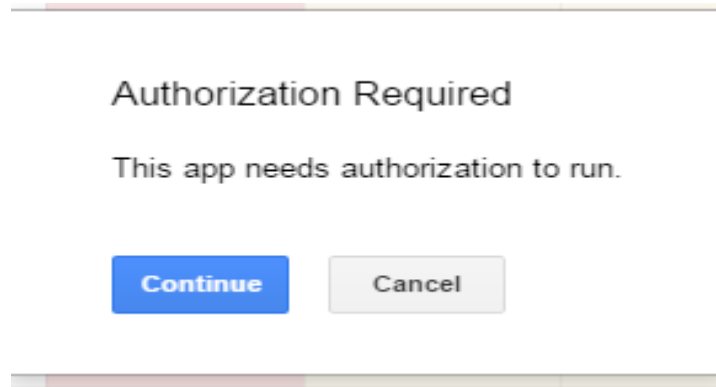 Authorization Required
This app needs authorization to run.
Continue
Cancel